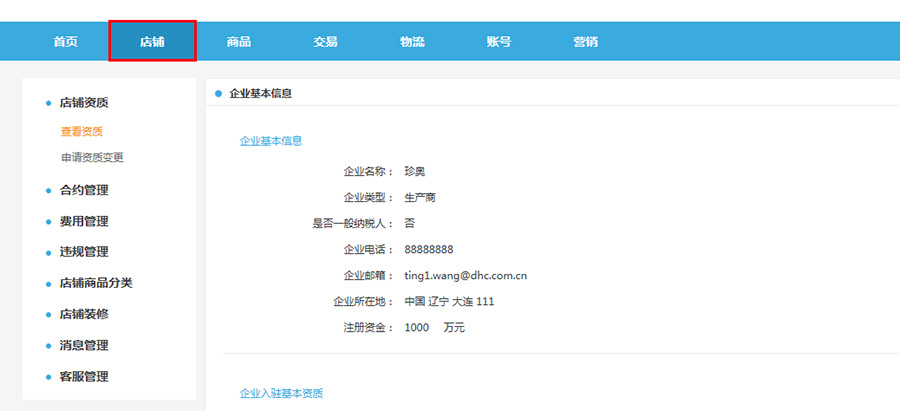 首页 店铺 商品 交易 物流 账号 营销
店铺资质
查看资质
申请资质变更
合约管理
费用管理
违规管理
店铺商品分类
店铺装修
消息管理
客服管理
企业基本信息
企业基本信息
企业名称： 珍奥
企业类型： 生产商
是否一般纳税人： 否
企业电话： 88888888
企业邮箱： ting1.wang@dhc.com.cn
企业所在地： 中国 辽宁 大连 111
注册资金： 1000 万元
企业入驻基本资质